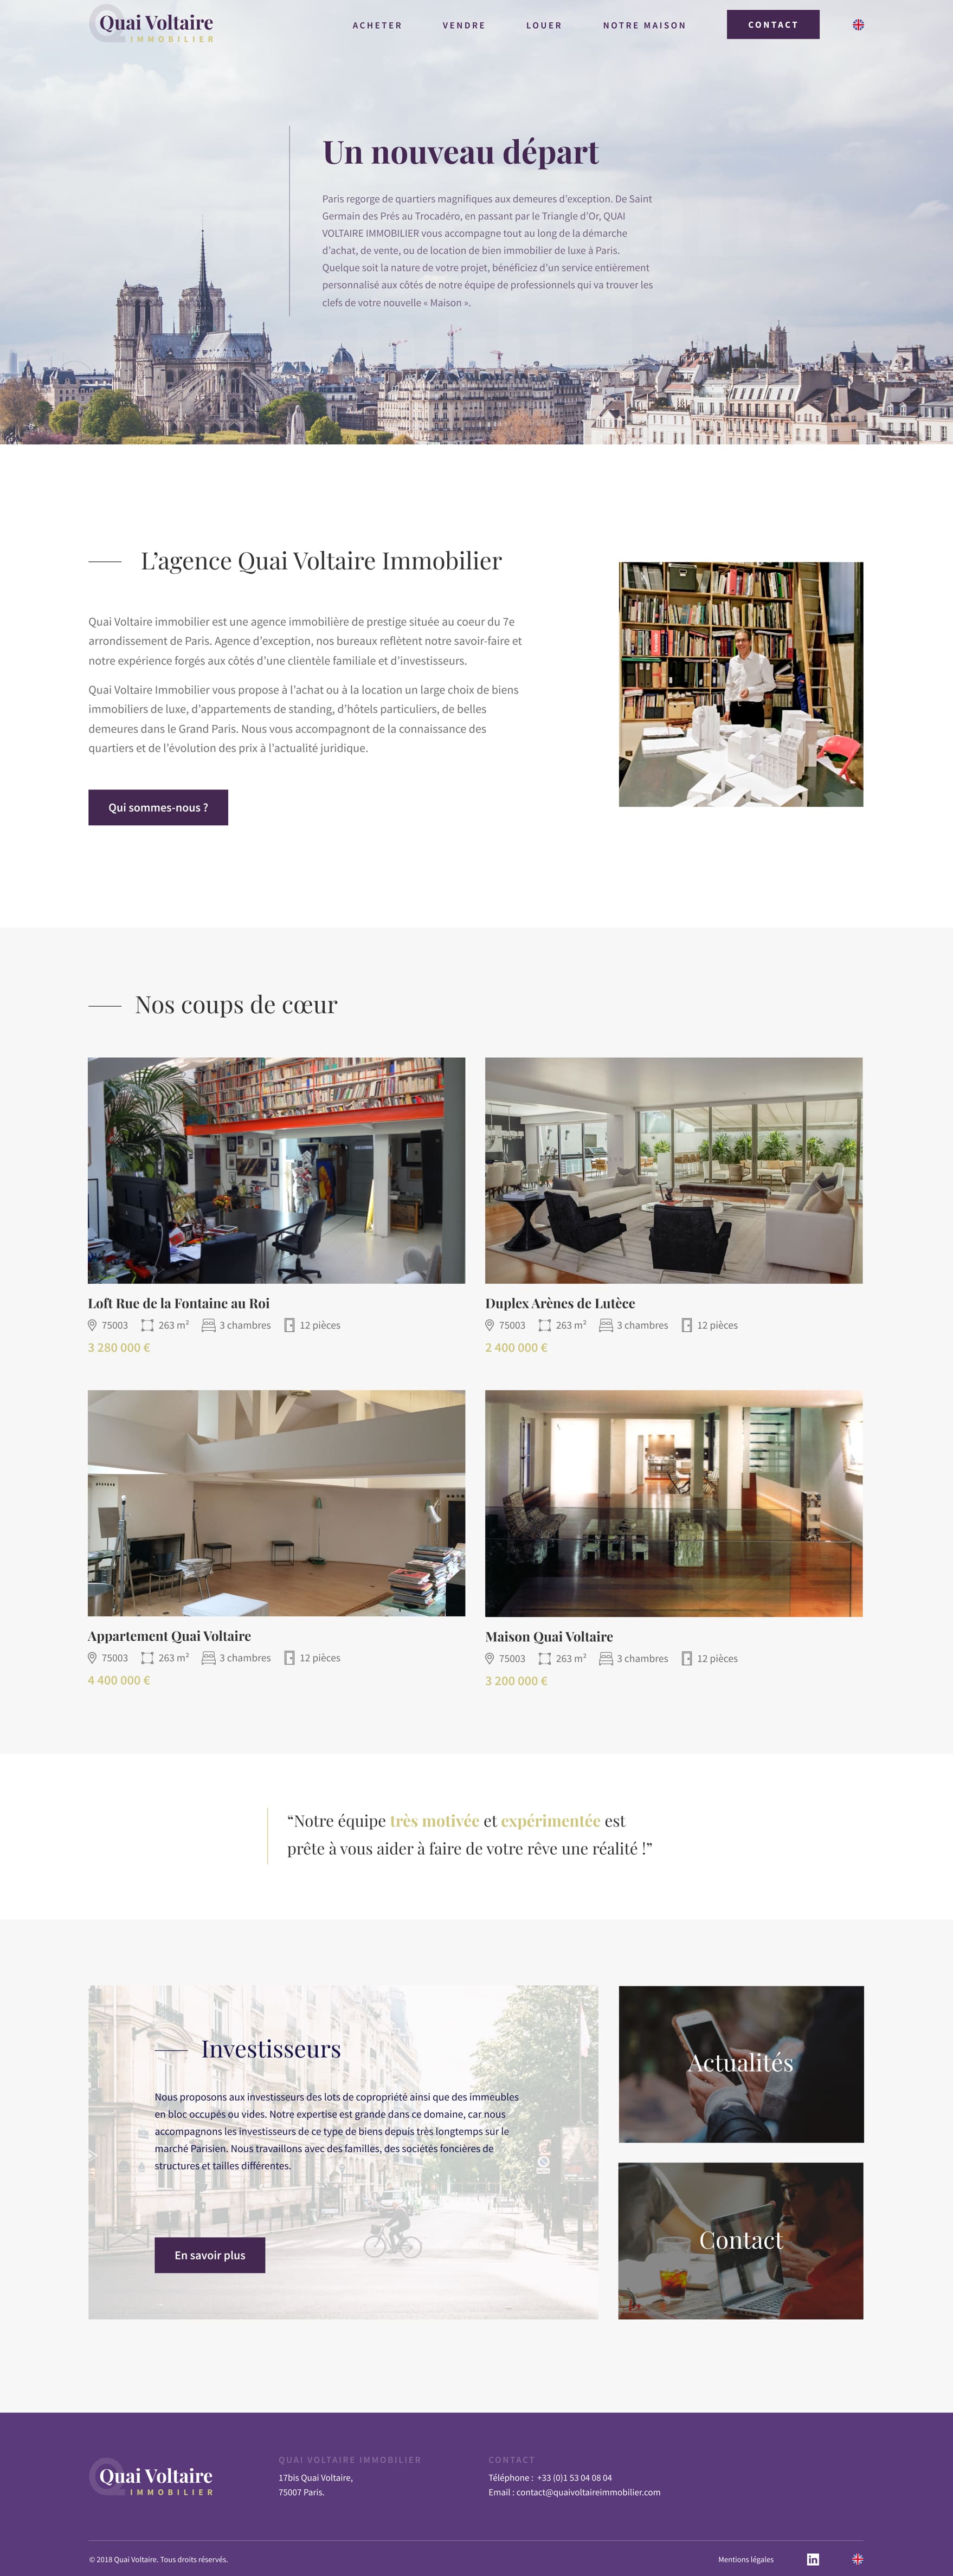 Quai Voltaire
IMMOBILIER
ACHETER
VENDRE
LOUER
NOTRE MAISON
CONTACT
Un nouveau départ
Paris regorge de quartiers magnifiques aux demeures d'exception. De Saint
Germain des Prés au Trocadéro, en passant par le Triangle d'Or, QUAI
VOLTAIRE IMMOBILIER vous accompagne tout au long de la démarche
d'achat, de vente, ou de location de bien immobilier de luxe à Paris.
Quelque soit la nature de votre projet, bénéficiez d'un service entièrement
personnalisé aux côtés de notre équipe de professionnels qui va trouver les
clefs de votre nouvelle « Maison ».
L'agence Quai Voltaire Immobilier
Quai Voltaire immobilier est une agence immobilière de prestige située au coeur du 7e
arrondissement de Paris. Agence d'exception, nos bureaux reflètent notre savoir-faire et
notre expérience forgés aux côtés d'une clientèle familiale et d'investisseurs.
Quai Voltaire Immobilier vous propose à l'achat ou à la location un large choix de biens
immobiliers de luxe, d'appartements de standing, d'hôtels particuliers, de belles
demeures dans le Grand Paris. Nous vous accompagnont de la connaissance des
quartiers et de l'évolution des prix à l'actualité juridique.
Qui sommes-nous ?
Nos coups de cœur
Loft Rue de la Fontaine au Roi
75003 263 m² 3 chambres 12 pièces
3 280 000 €
Duplex Arènes de Lutèce
75003 263 m² 3 chambres 12 pièces
2 400 000 €
Appartement Quai Voltaire
75003 263 m² 3 chambres 12 pièces
4 400 000 €
Maison Quai Voltaire
75003 263 m² 3 chambres 12 pièces
3 200 000 €
“Notre équipe très motivée et expérimentée est
prête à vous aider à faire de votre rêve une réalité !”
Investisseurs
Nous proposons aux investisseurs des lots de copropriété ainsi que des immeubles
en bloc occupés ou vides. Notre expertise est grande dans ce domaine, car nous
accompagnons les investisseurs de ce type de biens depuis très longtemps sur le
marché Parisien. Nous travaillons avec des familles, des sociétés foncières de
structures et tailles différentes.
En savoir plus
Actualités
Contact
Quai Voltaire
IMMOBILIER
QUAI VOLTAIRE IMMOBILIER
17bis Quai Voltaire,
75007 Paris.
CONTACT
Téléphone : +33 (0)1 53 04 08 04
Email : contact@quaivoltaireimmobilier.com
© 2018 Quai Voltaire. Tous droits réservés.
Mentions légales
in